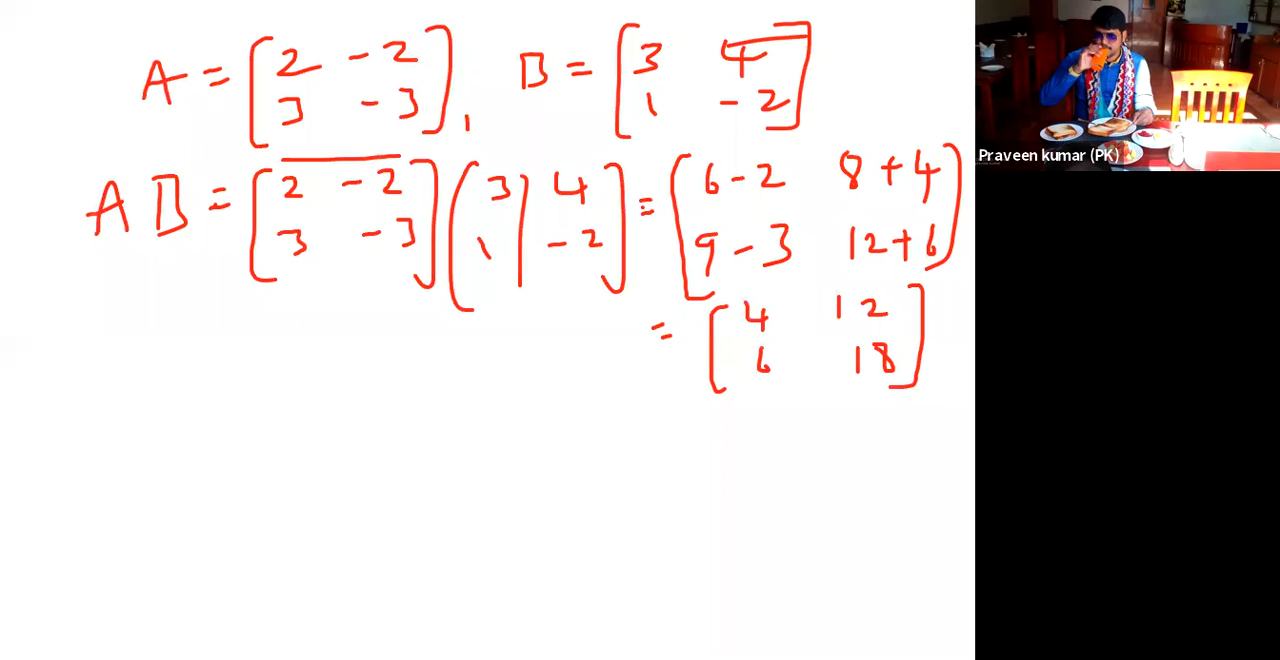 A = [2 -2 3 -3], B = [3 4 1 -2]
AB = [2 -2 3 -3] [3 4 1 -2] = [6-2 8+4 9-3 12+6]
= [4 12 6 18]
Praveen kumar (PK)